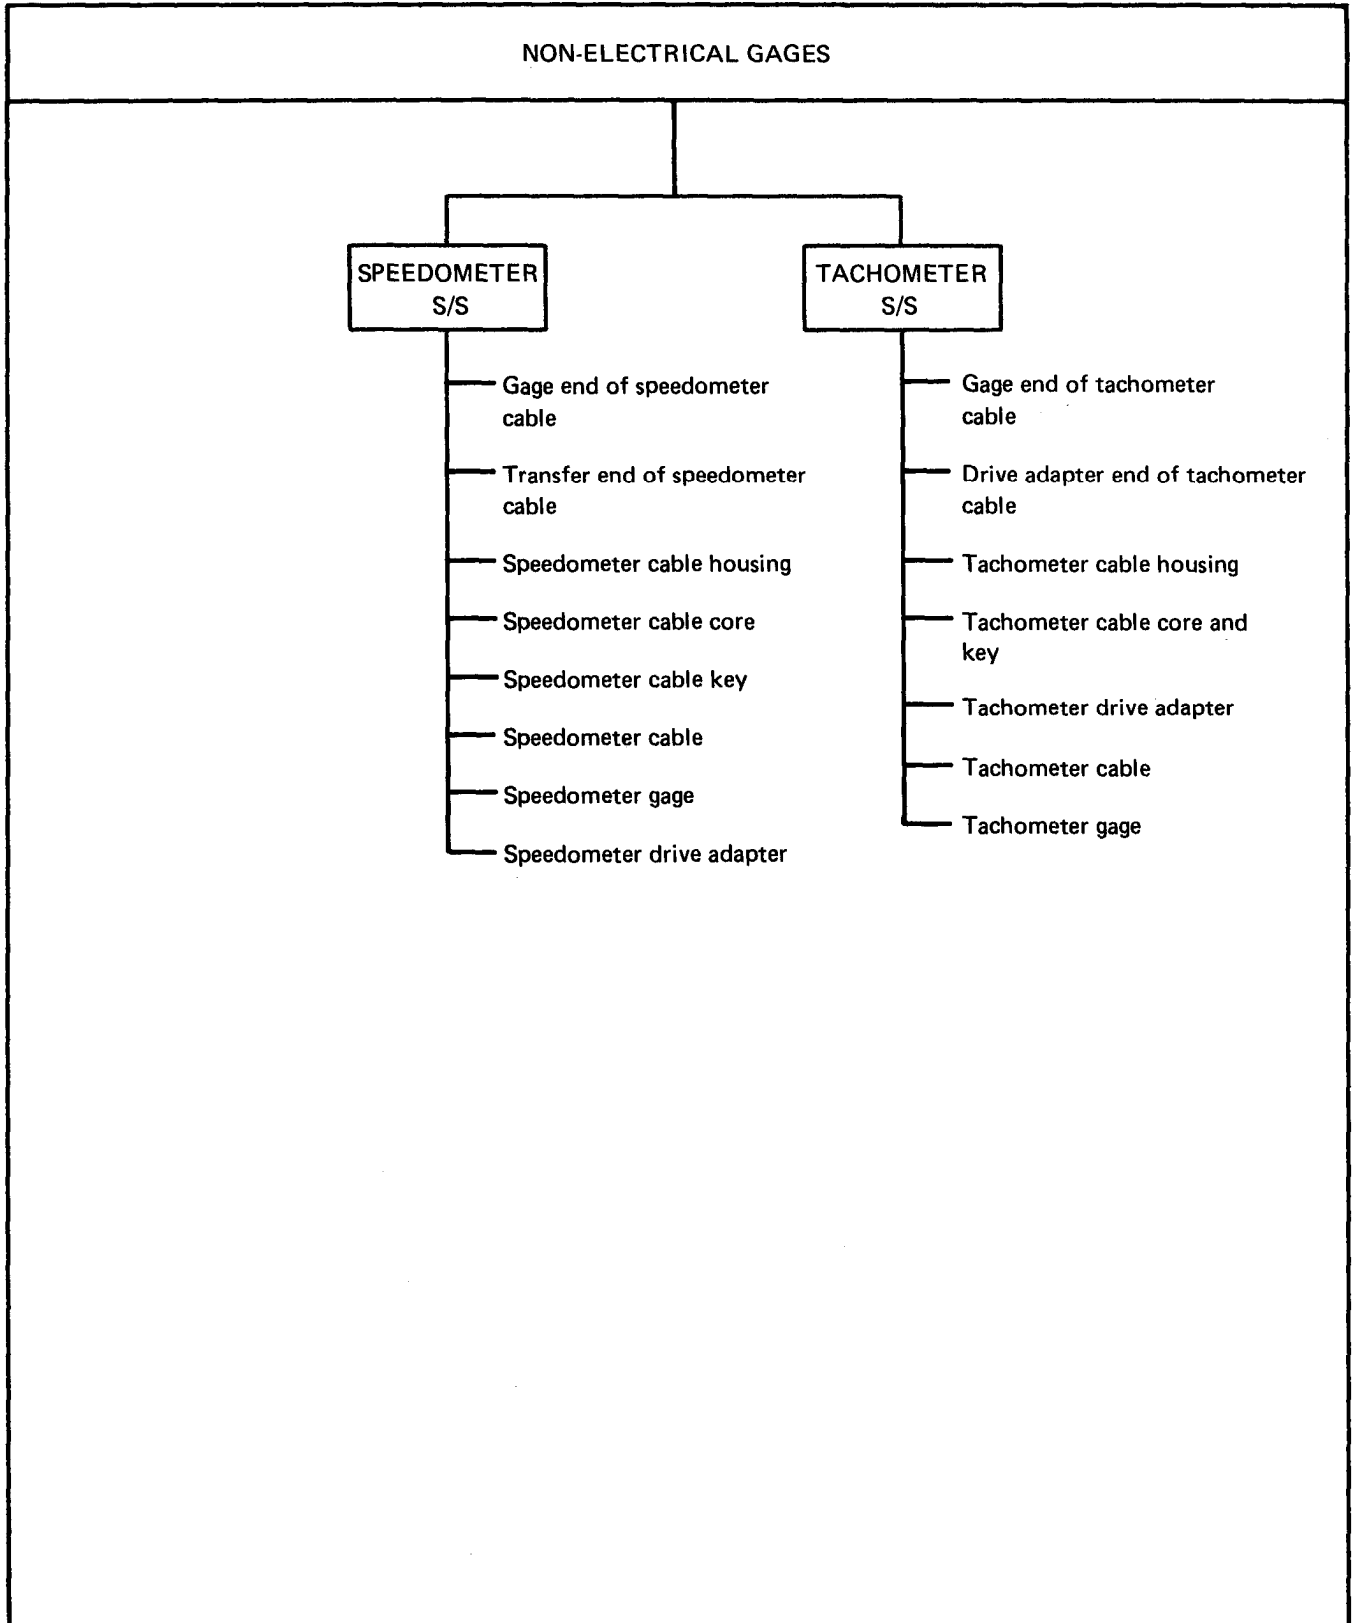 NON-ELECTRICAL GAGES
SPEEDOMETER
S/S
Gage end of speedometer
cable
Transfer end of speedometer
cable
Speedometer cable housing
Speedometer cable core
Speedometer cable key
Speedometer cable
Speedometer gage
Speedometer drive adapter
TACHOMETER
S/S
Gage end of tachometer
cable
Drive adapter end of tachometer
cable
Tachometer cable housing
Tachometer cable core and
key
Tachometer drive adapter
Tachometer cable
Tachometer gage